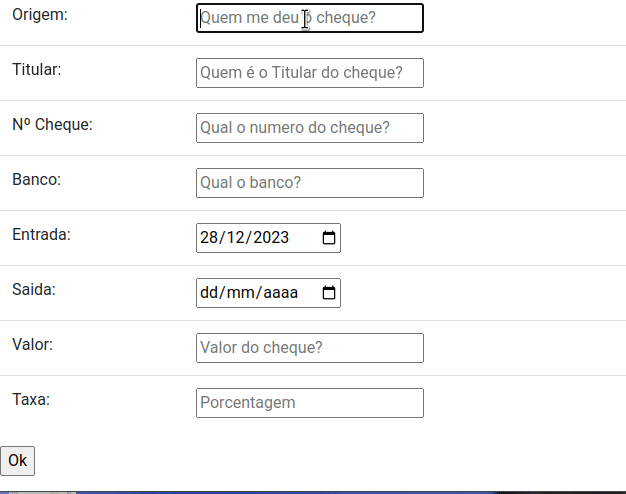 Origem: Quem me deu o cheque?
Titular: Quem é o Titular do cheque?
Nº Cheque: Qual o numero do cheque?
Banco: Qual o banco?
Entrada: 28/12/2023
Saida: dd/mm/aaaa
Valor: Valor do cheque?
Taxa: Porcentagem
Ok